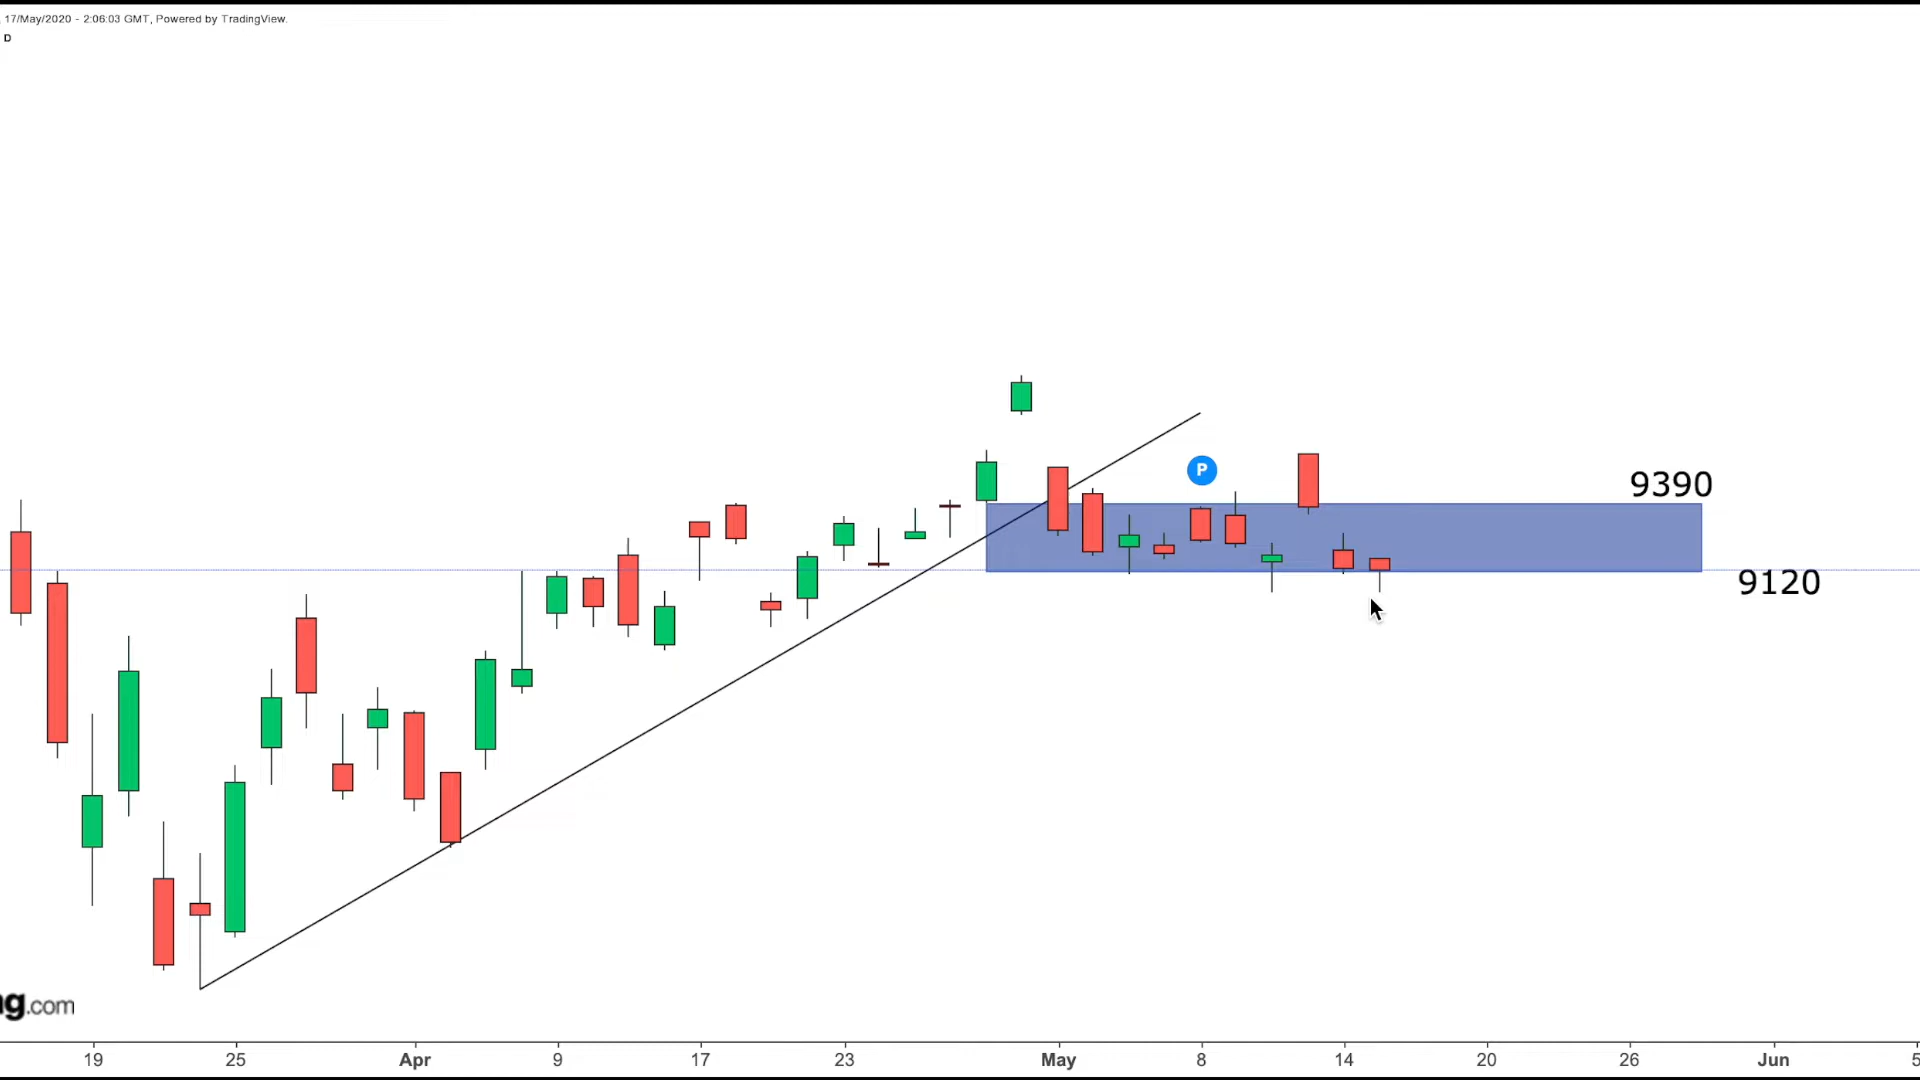 17/May/2020 - 2:06:03 GMT, Powered by TradingView.
D
P
9390
9120
g.com
19 25 Apr 9 17 23 May 8 14 20 26 Jun 5